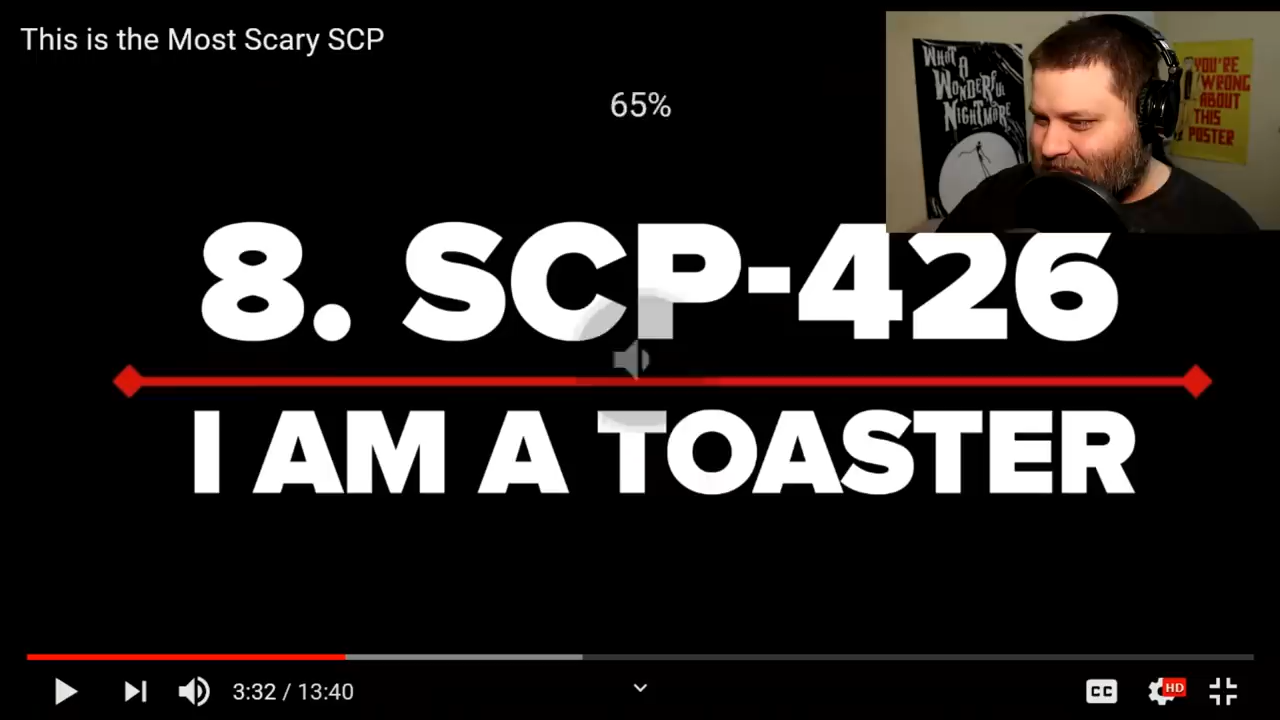 This is the Most Scary SCP
65%
WHAT A
WONDERFUL
NIGHTMARE
YOU'RE
WRONG
ABOUT
THIS
POSTER
8. SCP-426
I AM A TOASTER
3:32 / 13:40
CC
HD